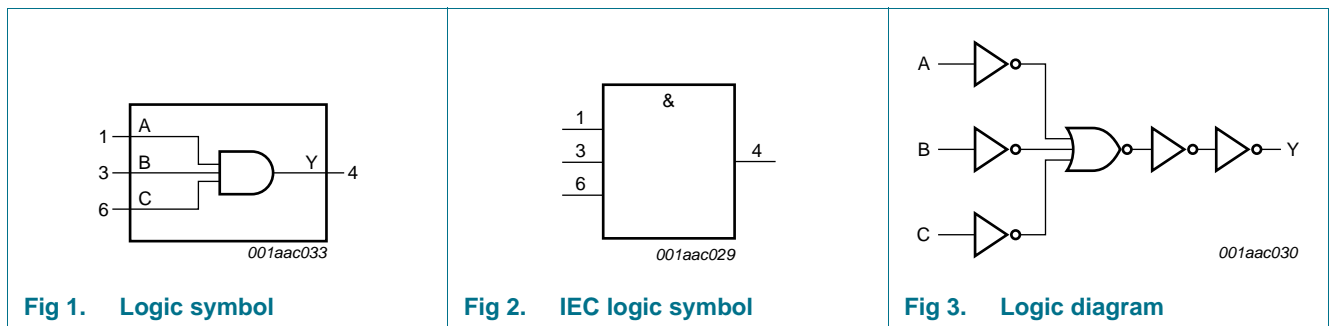 1
A
3
B
6
C
Y
4
001aac033
Fig 1. Logic symbol
&
1
3
6
4
001aac029
Fig 2. IEC logic symbol
A
B
C
Y
001aac030
Fig 3. Logic diagram